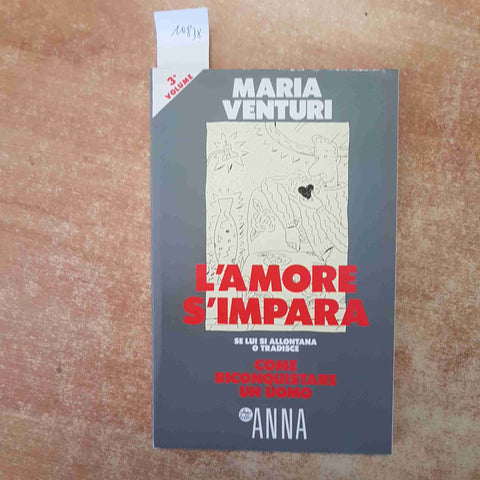 10838
3°
VOLUME
MARIA
VENTURI
L'AMORE
S'IMPARA
SE LUI SI ALLONTANA
O TRADISCE
COME
RICONQUISTARE
UN UOMO
ANNA